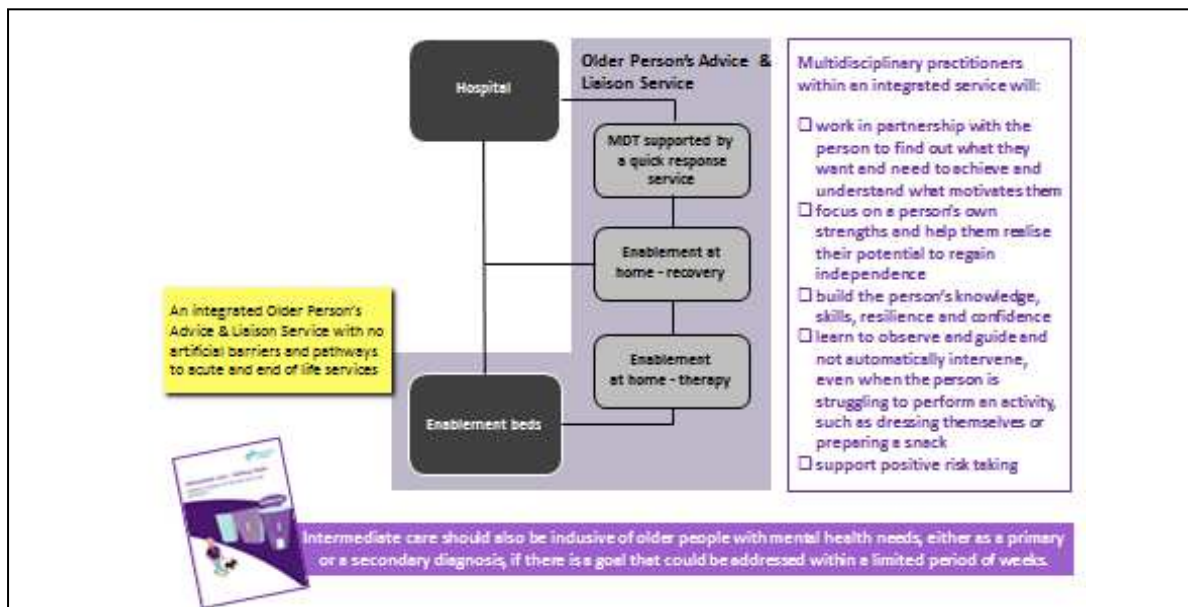 Hospital
Older Person's Advice &
Liaison Service
MDT supported by
a quick response
service
Enablement at
home - recovery
Enablement
at home - therapy
Enablement beds
An integrated Older Person's
Advice & Liaison Service with no
artificial barriers and pathways
to acute and end of life services
Multidisciplinary practitioners
within an integrated service will:
work in partnership with the
person to find out what they
want and need to achieve and
understand what motivates them
focus on a person's own
strengths and help them realise
their potential to regain
independence
build the person's knowledge,
skills, resilience and confidence
learn to observe and guide and
not automatically intervene,
even when the person is
struggling to perform an activity,
such as dressing themselves or
preparing a snack
support positive risk taking
Intermediate care should also be inclusive of older people with mental health needs, either as a primary
or a secondary diagnosis, if there is a goal that could be addressed within a limited period of weeks.